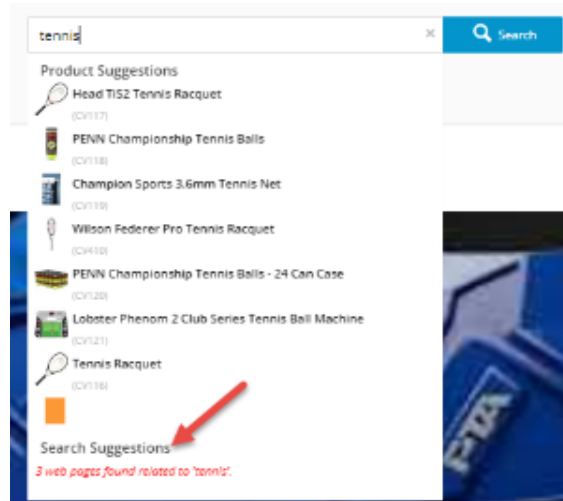 tennis
×
Search
Product Suggestions
Head TiS2 Tennis Racquet
(CV117)
PENN Championship Tennis Balls
(CV118)
Champion Sports 3.6mm Tennis Net
(CV119)
Wilson Federer Pro Tennis Racquet
(CV410)
PENN Championship Tennis Balls - 24 Can Case
(CV120)
Lobster Phenom 2 Club Series Tennis Ball Machine
(CV121)
Tennis Racquet
(CV116)
Search Suggestions
3 web pages found related to 'tennis'.
PTA